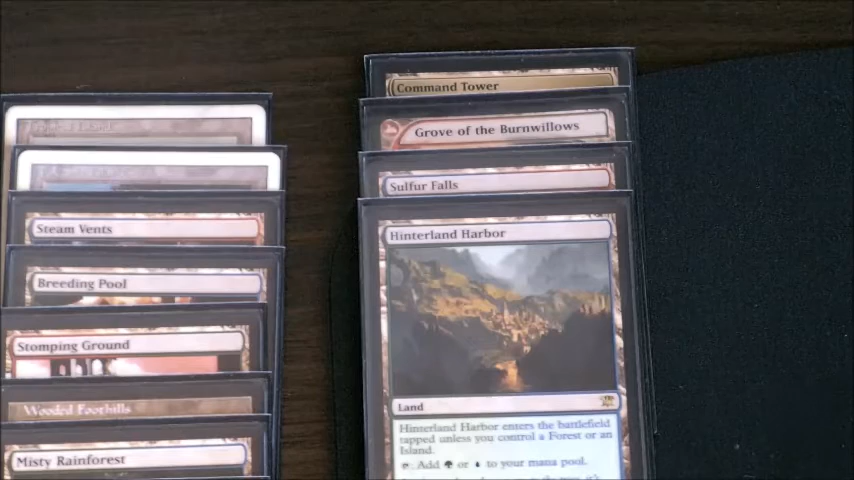 Steam Vents
Breeding Pool
Stomping Ground
Wooded Foothills
Misty Rainforest
Command Tower
Grove of the Burnwillows
Sulfur Falls
Hinterland Harbor
Land
Hinterland Harbor enters the battlefield
tapped unless you control a Forest or an
Island.
: Add or to your mana pool.